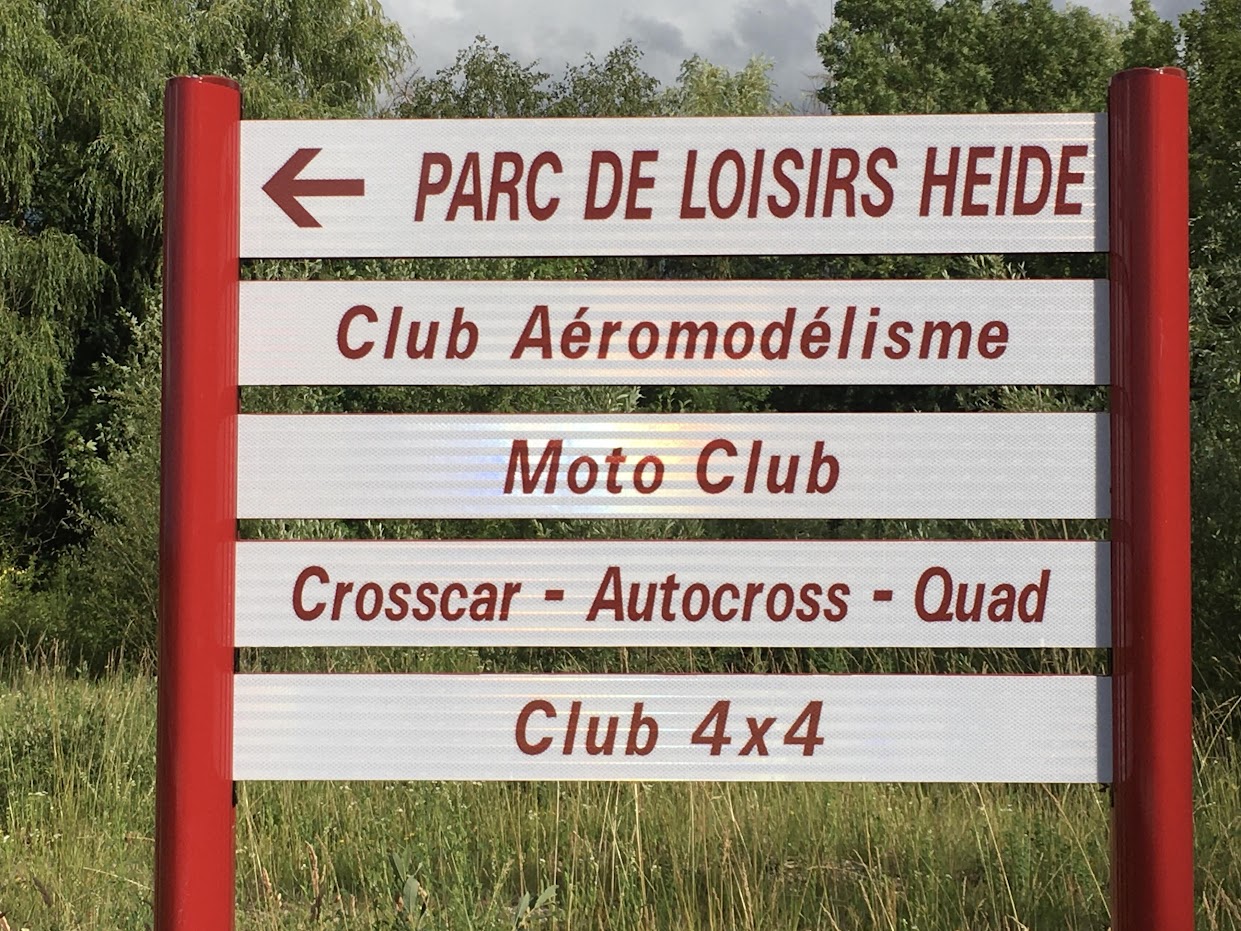 ← PARC DE LOISIRS HEIDE
Club Aéromodélisme
Moto Club
Crosscar - Autocross - Quad
Club 4x4